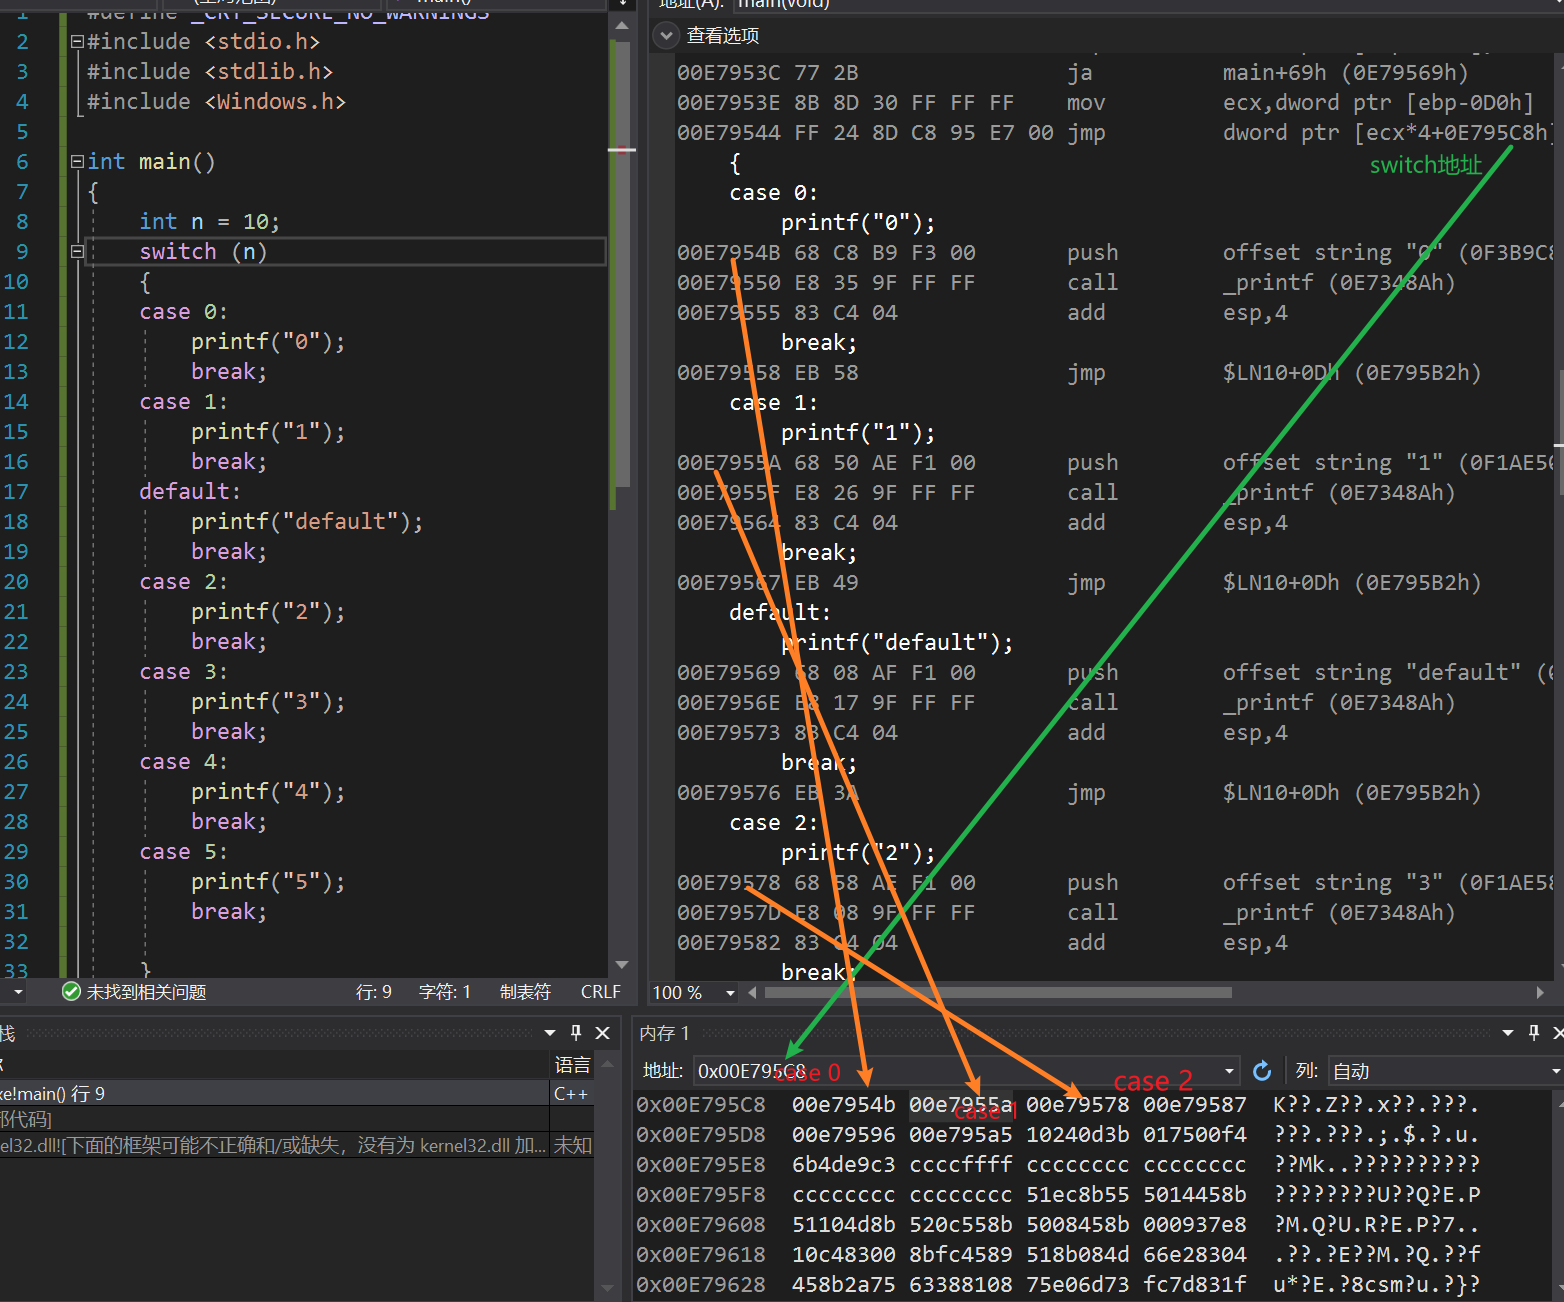 1 #define _CRT_SECURE_NO_WARNINGS
2 #include <stdio.h>
3 #include <stdlib.h>
4 #include <Windows.h>
5
6 int main()
7 {
8 int n = 10;
9 switch (n)
10 {
11 case 0:
12 printf("0");
13 break;
14 case 1:
15 printf("1");
16 break;
17 default:
18 printf("default");
19 break;
20 case 2:
21 printf("2");
22 break;
23 case 3:
24 printf("3");
25 break;
26 case 4:
27 printf("4");
28 break;
29 case 5:
30 printf("5");
31 break;
32
33 }
未找到相关问题 行: 9 字符: 1 制表符 CRLF
地址(A): main(void)
查看选项
00E7953C 77 2B ja main+69h (0E79569h)
00E7953E 8B 8D 30 FF FF FF mov ecx,dword ptr [ebp-0D0h]
00E79544 FF 24 8D C8 95 E7 00 jmp dword ptr [ecx*4+0E795C8h]
switch地址
{
case 0:
printf("0");
00E7954B 68 C8 B9 F3 00 push offset string "0" (0F3B9C8
00E79550 E8 35 9F FF FF call _printf (0E7348Ah)
00E79555 83 C4 04 add esp,4
break;
00E79558 EB 58 jmp $LN10+0Dh (0E795B2h)
case 1:
printf("1");
00E7955A 68 50 AE F1 00 push offset string "1" (0F1AE50
00E7955F E8 26 9F FF FF call _printf (0E7348Ah)
00E79564 83 C4 04 add esp,4
break;
00E79567 EB 49 jmp $LN10+0Dh (0E795B2h)
default:
printf("default");
00E79569 68 08 AF F1 00 push offset string "default" (
00E7956E E8 17 9F FF FF call _printf (0E7348Ah)
00E79573 83 C4 04 add esp,4
break;
00E79576 EB 3A jmp $LN10+0Dh (0E795B2h)
case 2:
printf("2");
00E79578 68 58 AE F1 00 push offset string "3" (0F1AE58
00E7957D E8 08 9F FF FF call _printf (0E7348Ah)
00E79582 83 C4 04 add esp,4
break;
100 %
栈
语言
xe!main() 行 9 C++
部代码]
el32.dll![下面的框架可能不正确和/或缺失，没有为 kernel32.dll 加... 未知
内存 1
地址: 0x00E795C8 列: 自动
case 0
case 2
case 1
0x00E795C8 00e7954b 00e7955a 00e79578 00e79587 K??.Z??.x??.???.
0x00E795D8 00e79596 00e795a5 10240d3b 017500f4 ???.???.;.$.?.u.
0x00E795E8 6b4de9c3 ccccffff cccccccc cccccccc ??Mk..??????????
0x00E795F8 cccccccc cccccccc 51ec8b55 5014458b ????????U??Q?E.P
0x00E79608 51104d8b 520c558b 5008458b 000937e8 ?M.Q?U.R?E.P?7..
0x00E79618 10c48300 8bfc4589 518b084d 66e28304 .??.?E??M.?Q.??f
0x00E79628 458b2a75 63388108 75e06d73 fc7d831f u*?E.?8csm?u.?}?